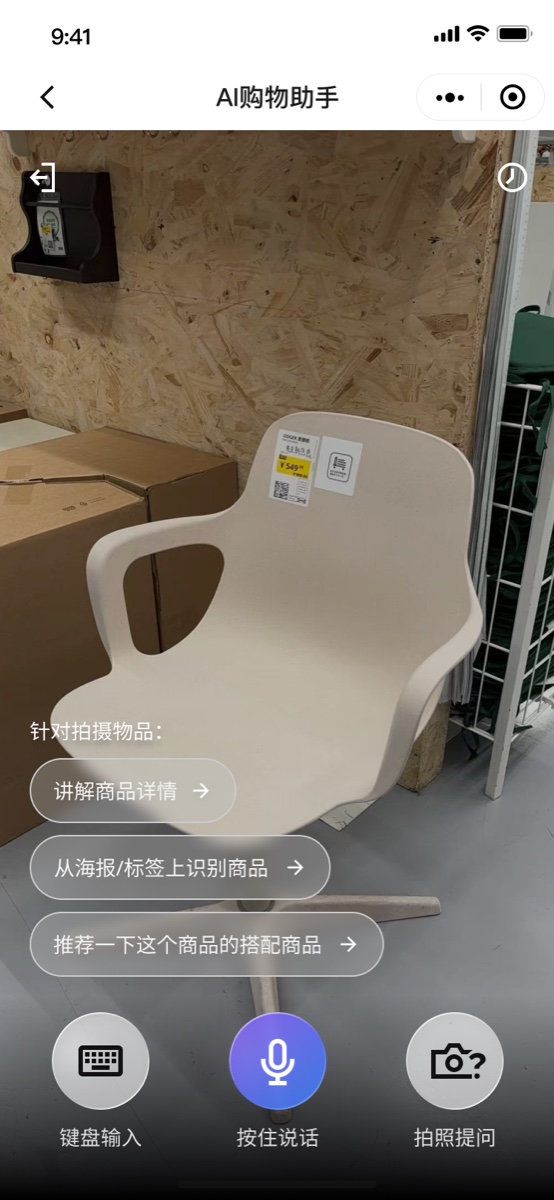 9:41
AI购物助手
¥549
针对拍摄物品：
讲解商品详情
从海报/标签上识别商品
推荐一下这个商品的搭配商品
键盘输入
按住说话
拍照提问